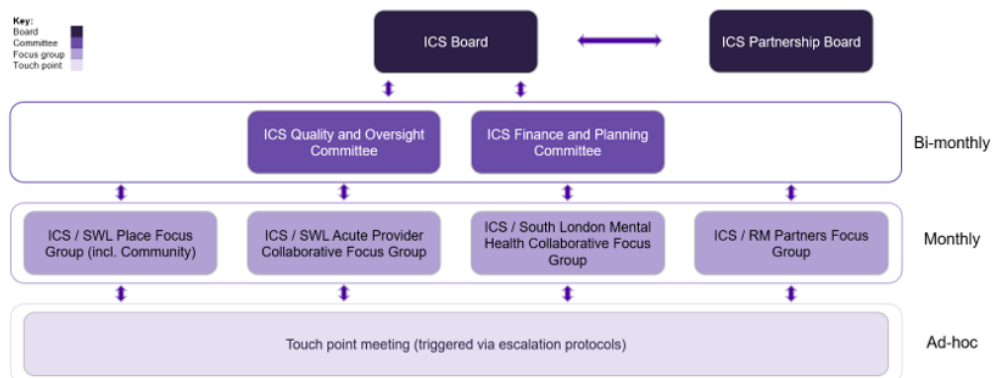 Key:
Board
Committee
Focus group
Touch point
ICS Board
ICS Partnership Board
ICS Quality and Oversight
Committee
ICS Finance and Planning
Committee
Bi-monthly
ICS / SWL Place Focus
Group (incl. Community)
ICS / SWL Acute Provider
Collaborative Focus Group
ICS / South London Mental
Health Collaborative Focus
Group
ICS / RM Partners Focus
Group
Monthly
Touch point meeting (triggered via escalation protocols)
Ad-hoc